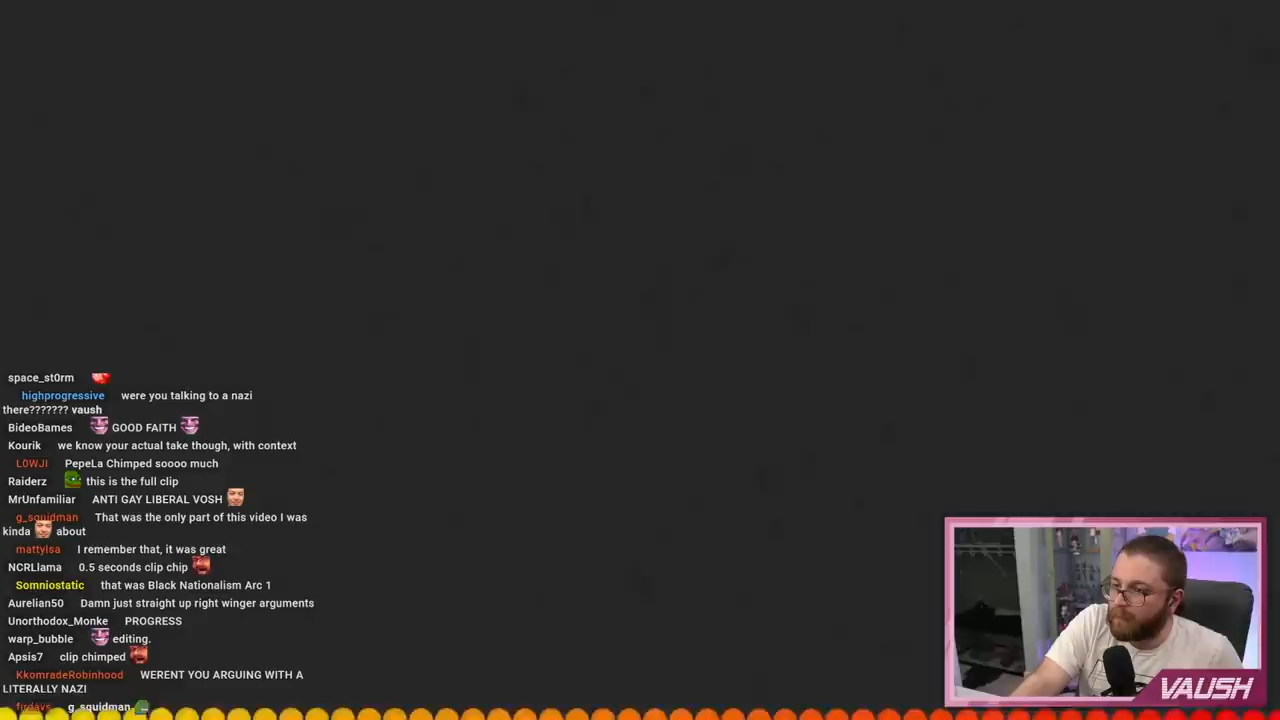 space_st0rm
highprogressive were you talking to a nazi
there??????? vaush
BideoBames GOOD FAITH
Kourik we know your actual take though, with context
L0WJI PepeLa Chimped soooo much
Raiderz this is the full clip
MrUnfamiliar ANTI GAY LIBERAL VOSH
g_squidman That was the only part of this video I was
kinda about
mattylsa I remember that, it was great
NCRLlama 0.5 seconds clip chip
Somniostatic that was Black Nationalism Arc 1
Aurelian50 Damn just straight up right winger arguments
Unorthodox_Monke PROGRESS
warp_bubble editing.
Apsis7 clip chimped
KkomradeRobinhood WERENT YOU ARGUING WITH A
LITERALLY NAZI
g_squidman
VAUSH